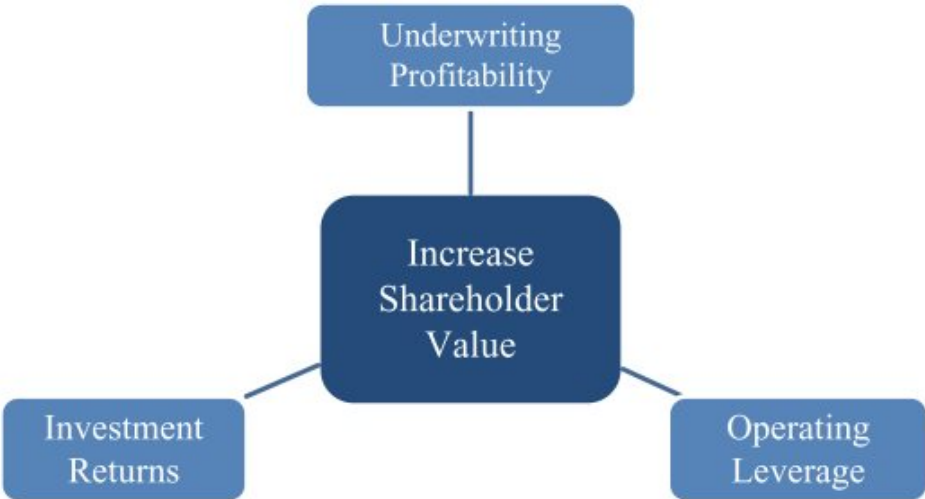 Underwriting
Profitability
Increase
Shareholder
Value
Investment
Returns
Operating
Leverage